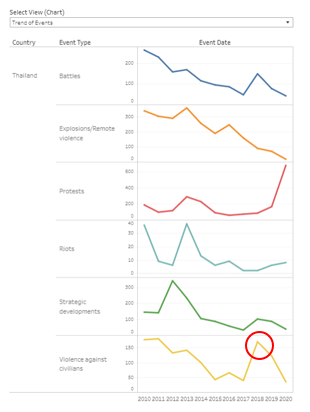 Select View (Chart)
Trend of Events
Country Event Type Event Date
Thailand Battles
200
100
0
Explosions/Remote
violence
300
200
100
0
Protests
600
400
200
0
Riots
40
30
20
10
0
Strategic
developments
300
200
100
0
Violence against
civilians
150
100
50
0
2010 2011 2012 2013 2014 2015 2016 2017 2018 2019 2020